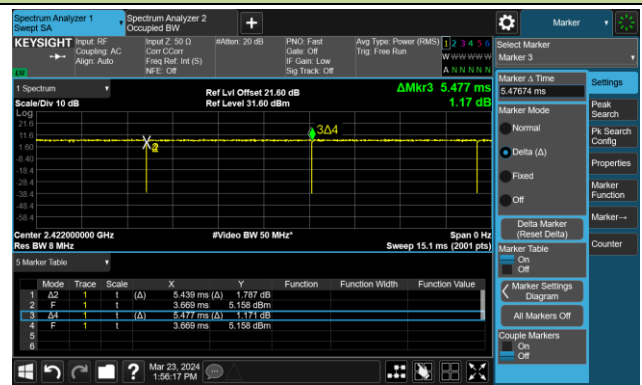 Spectrum Analyzer 1
Swept SA
Spectrum Analyzer 2
Occupied BW
+
Marker
KEYSIGHT
Input: RF
Coupling: AC
Align: Auto
Input Z: 50 Ω
Corr CCorr
Freq Ref: Int (S)
NFE: Off
#Atten: 20 dB
PNO: Fast
Gate: Off
IF Gain: Low
Sig Track: Off
Avg Type: Power (RMS)
Trig: Free Run
1 2 3 4 5 6
W W W W W W
A N N N N N
LV
Select Marker
Marker 3
1 Spectrum
Scale/Div 10 dB
Log
Ref Lvl Offset 21.60 dB
Ref Level 31.60 dBm
ΔMkr3 5.477 ms
1.17 dB
21.6
11.6
1.60
-8.40
-18.4
-28.4
-38.4
-48.4
-58.4
3Δ4
Center 2.422000000 GHz
Res BW 8 MHz
#Video BW 50 MHz*
Span 0 Hz
Sweep 15.1 ms (2001 pts)
5 Marker Table
Mode Trace Scale X Y Function Function Width Function Value
1 Δ2 1 t (Δ) 5.439 ms (Δ) 1.787 dB
2 F 1 t 3.669 ms 5.158 dBm
3 Δ4 1 t (Δ) 5.477 ms (Δ) 1.171 dB
4 F 1 t 3.669 ms 5.158 dBm
5
6
Marker Δ Time
5.47674 ms
Marker Mode
Normal
Delta (Δ)
Fixed
Off
Delta Marker
(Reset Delta)
Marker Table
On
Off
Marker Settings
Diagram
All Markers Off
Couple Markers
On
Off
Settings
Peak
Search
Pk Search
Config
Properties
Marker
Function
Marker→
Counter
?
Mar 23, 2024
1:56:17 PM